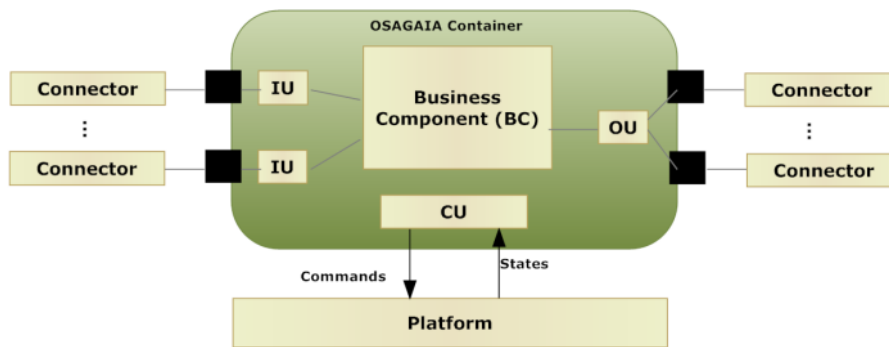 OSAGAIA Container
Connector
IU
Business
Component (BC)
Connector
...
...
OU
Connector
IU
Connector
CU
Commands
States
Platform